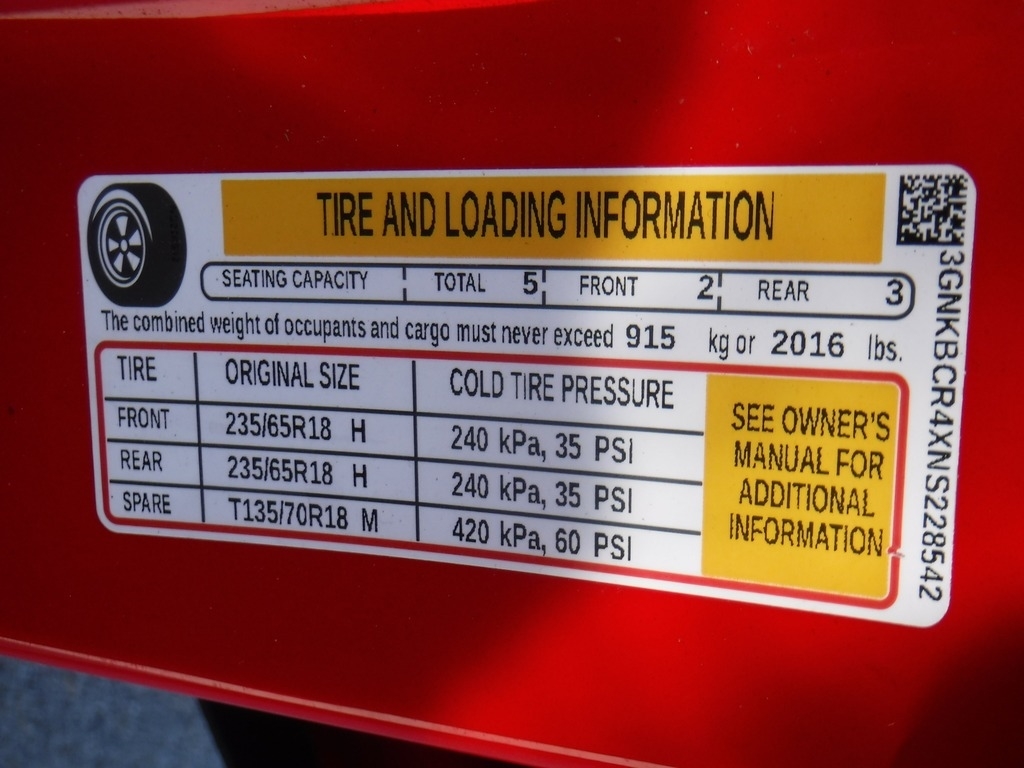 TIRE AND LOADING INFORMATION
SEATING CAPACITY TOTAL 5 FRONT 2 REAR 3
The combined weight of occupants and cargo must never exceed 915 kg or 2016 lbs.
TIRE ORIGINAL SIZE COLD TIRE PRESSURE
FRONT 235/65R18 H 240 kPa, 35 PSI
REAR 235/65R18 H 240 kPa, 35 PSI
SPARE T135/70R18 M 420 kPa, 60 PSI
SEE OWNER'S
MANUAL FOR
ADDITIONAL
INFORMATION
3GNKBCR4XNS228542